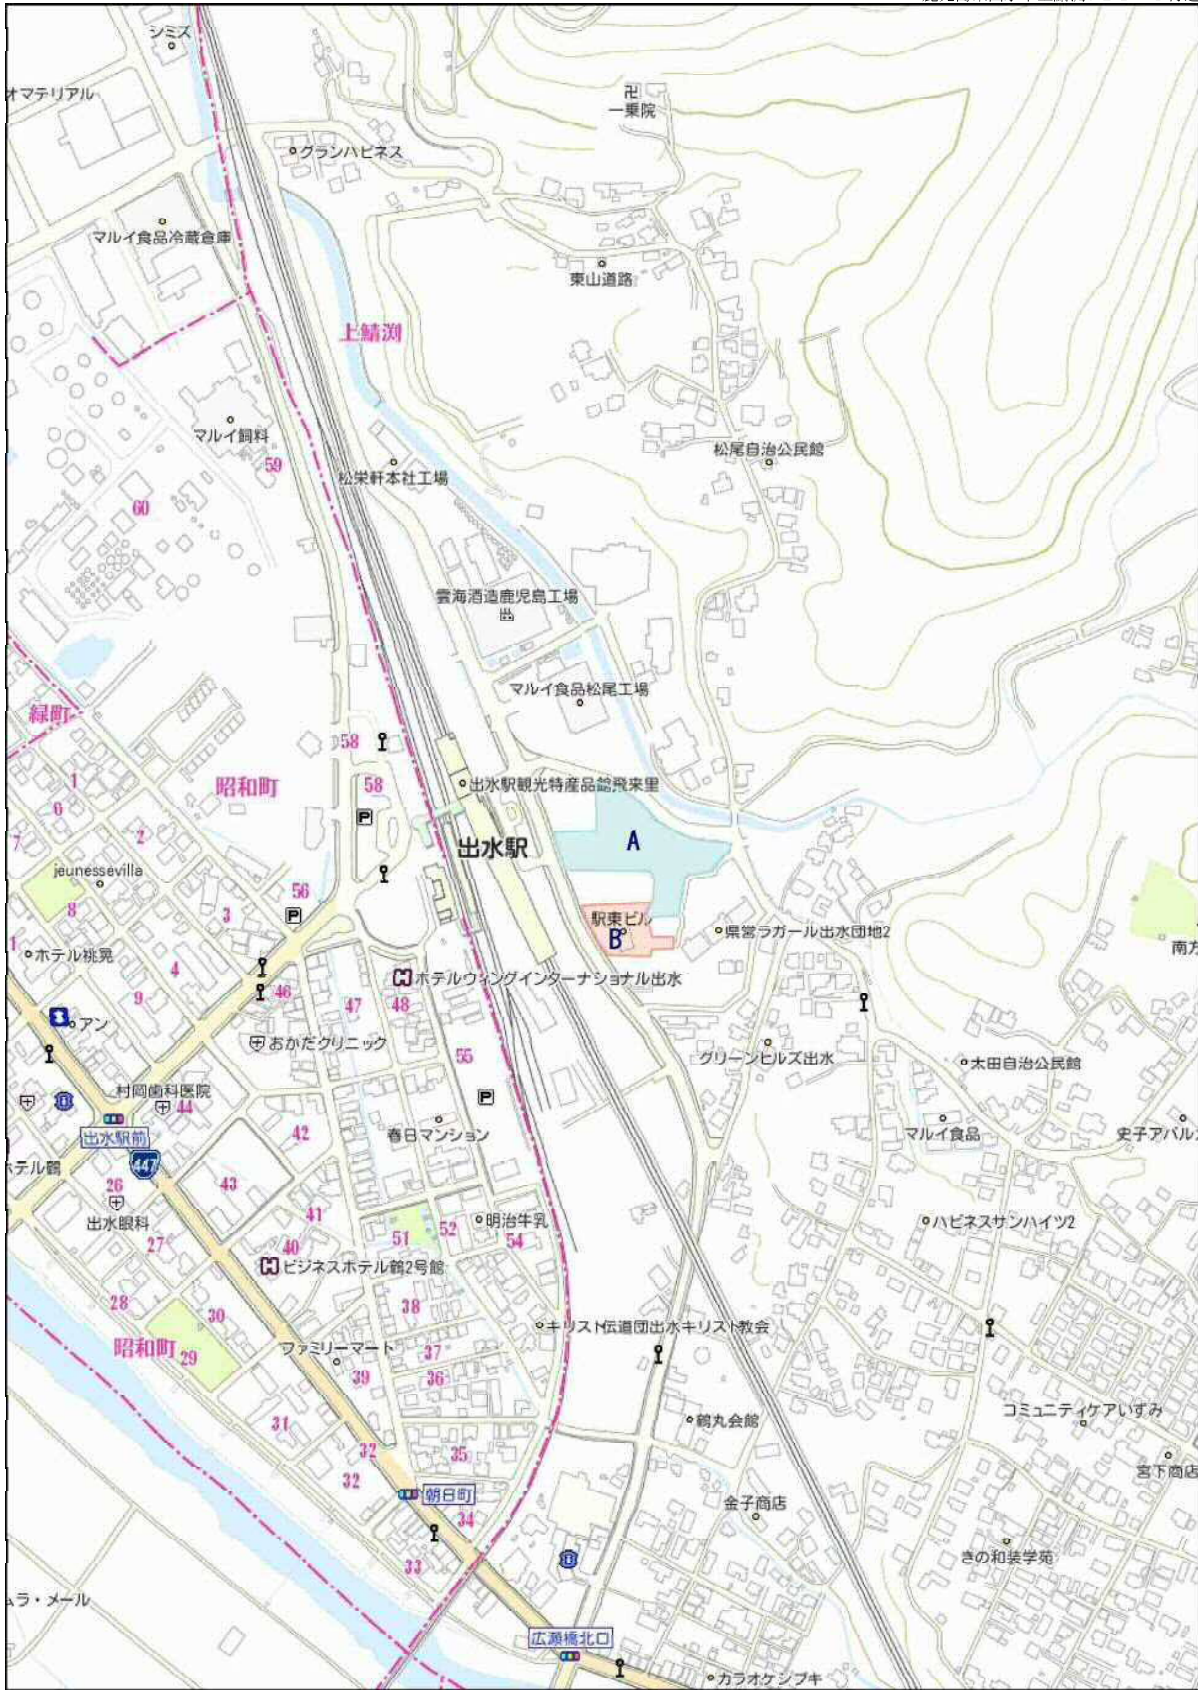 シミズ
オマテリアル
卍
一乗院
グランハピネス
マルイ食品冷蔵倉庫
東山道路
上鯖渕
マルイ飼料
59
松栄軒本社工場
松尾自治公民館
60
雲海酒造鹿児島工場
マルイ食品松尾工場
緑町
58
昭和町
58
出水駅観光特産品館飛来里
1
6
2
7
P
A
出水駅
jeunessevilla
8
56
3
P
駅東ビル
B
県営ラガール出水団地2
1
ホテル祇晃
4
南方
9
46
47
48
ホテルウィングインターナショナル出水
アン
おかだクリニック
55
グリーンヒルズ出水
太田自治公民館
村岡歯科医院
44
P
出水駅前
42
春日マンション
マルイ食品
史子アパル
ホテル鶴
447
26
43
出水眼科
41
27
40
51
52
明治牛乳
54
ハピネスサンハイツ2
ビジネスホテル鶴2号館
28
30
38
昭和町
29
ファミリーマート
37
キリスト伝道団出水キリスト教会
39
36
31
鶴丸会館
コミュニティケアいずみ
32
35
32
宮下商店
朝日町
34
金子商店
33
きの和装学苑
ムラ・メール
広瀬橋北口
カラオケシブキ